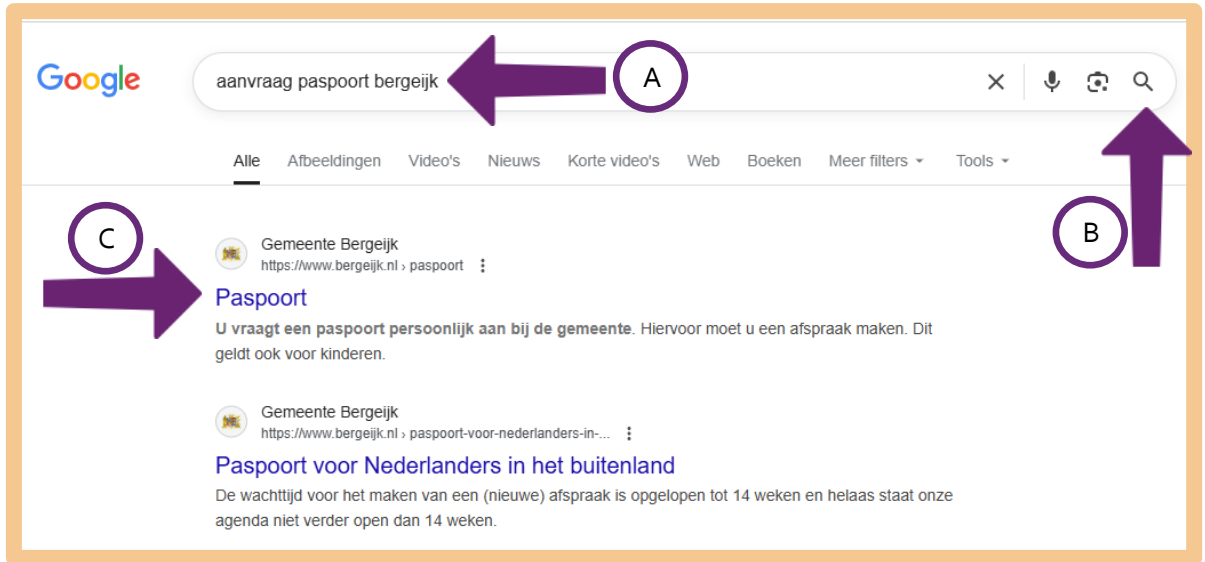 Google
aanvraag paspoort bergeijk
A
Alle Afbeeldingen Video's Nieuws Korte video's Web Boeken Meer filters Tools
B
C
Gemeente Bergeijk
https://www.bergeijk.nl › paspoort
Paspoort
U vraagt een paspoort persoonlijk aan bij de gemeente. Hiervoor moet u een afspraak maken. Dit
geldt ook voor kinderen.
Gemeente Bergeijk
https://www.bergeijk.nl › paspoort-voor-nederlanders-in-...
Paspoort voor Nederlanders in het buitenland
De wachttijd voor het maken van een (nieuwe) afspraak is opgelopen tot 14 weken en helaas staat onze
agenda niet verder open dan 14 weken.